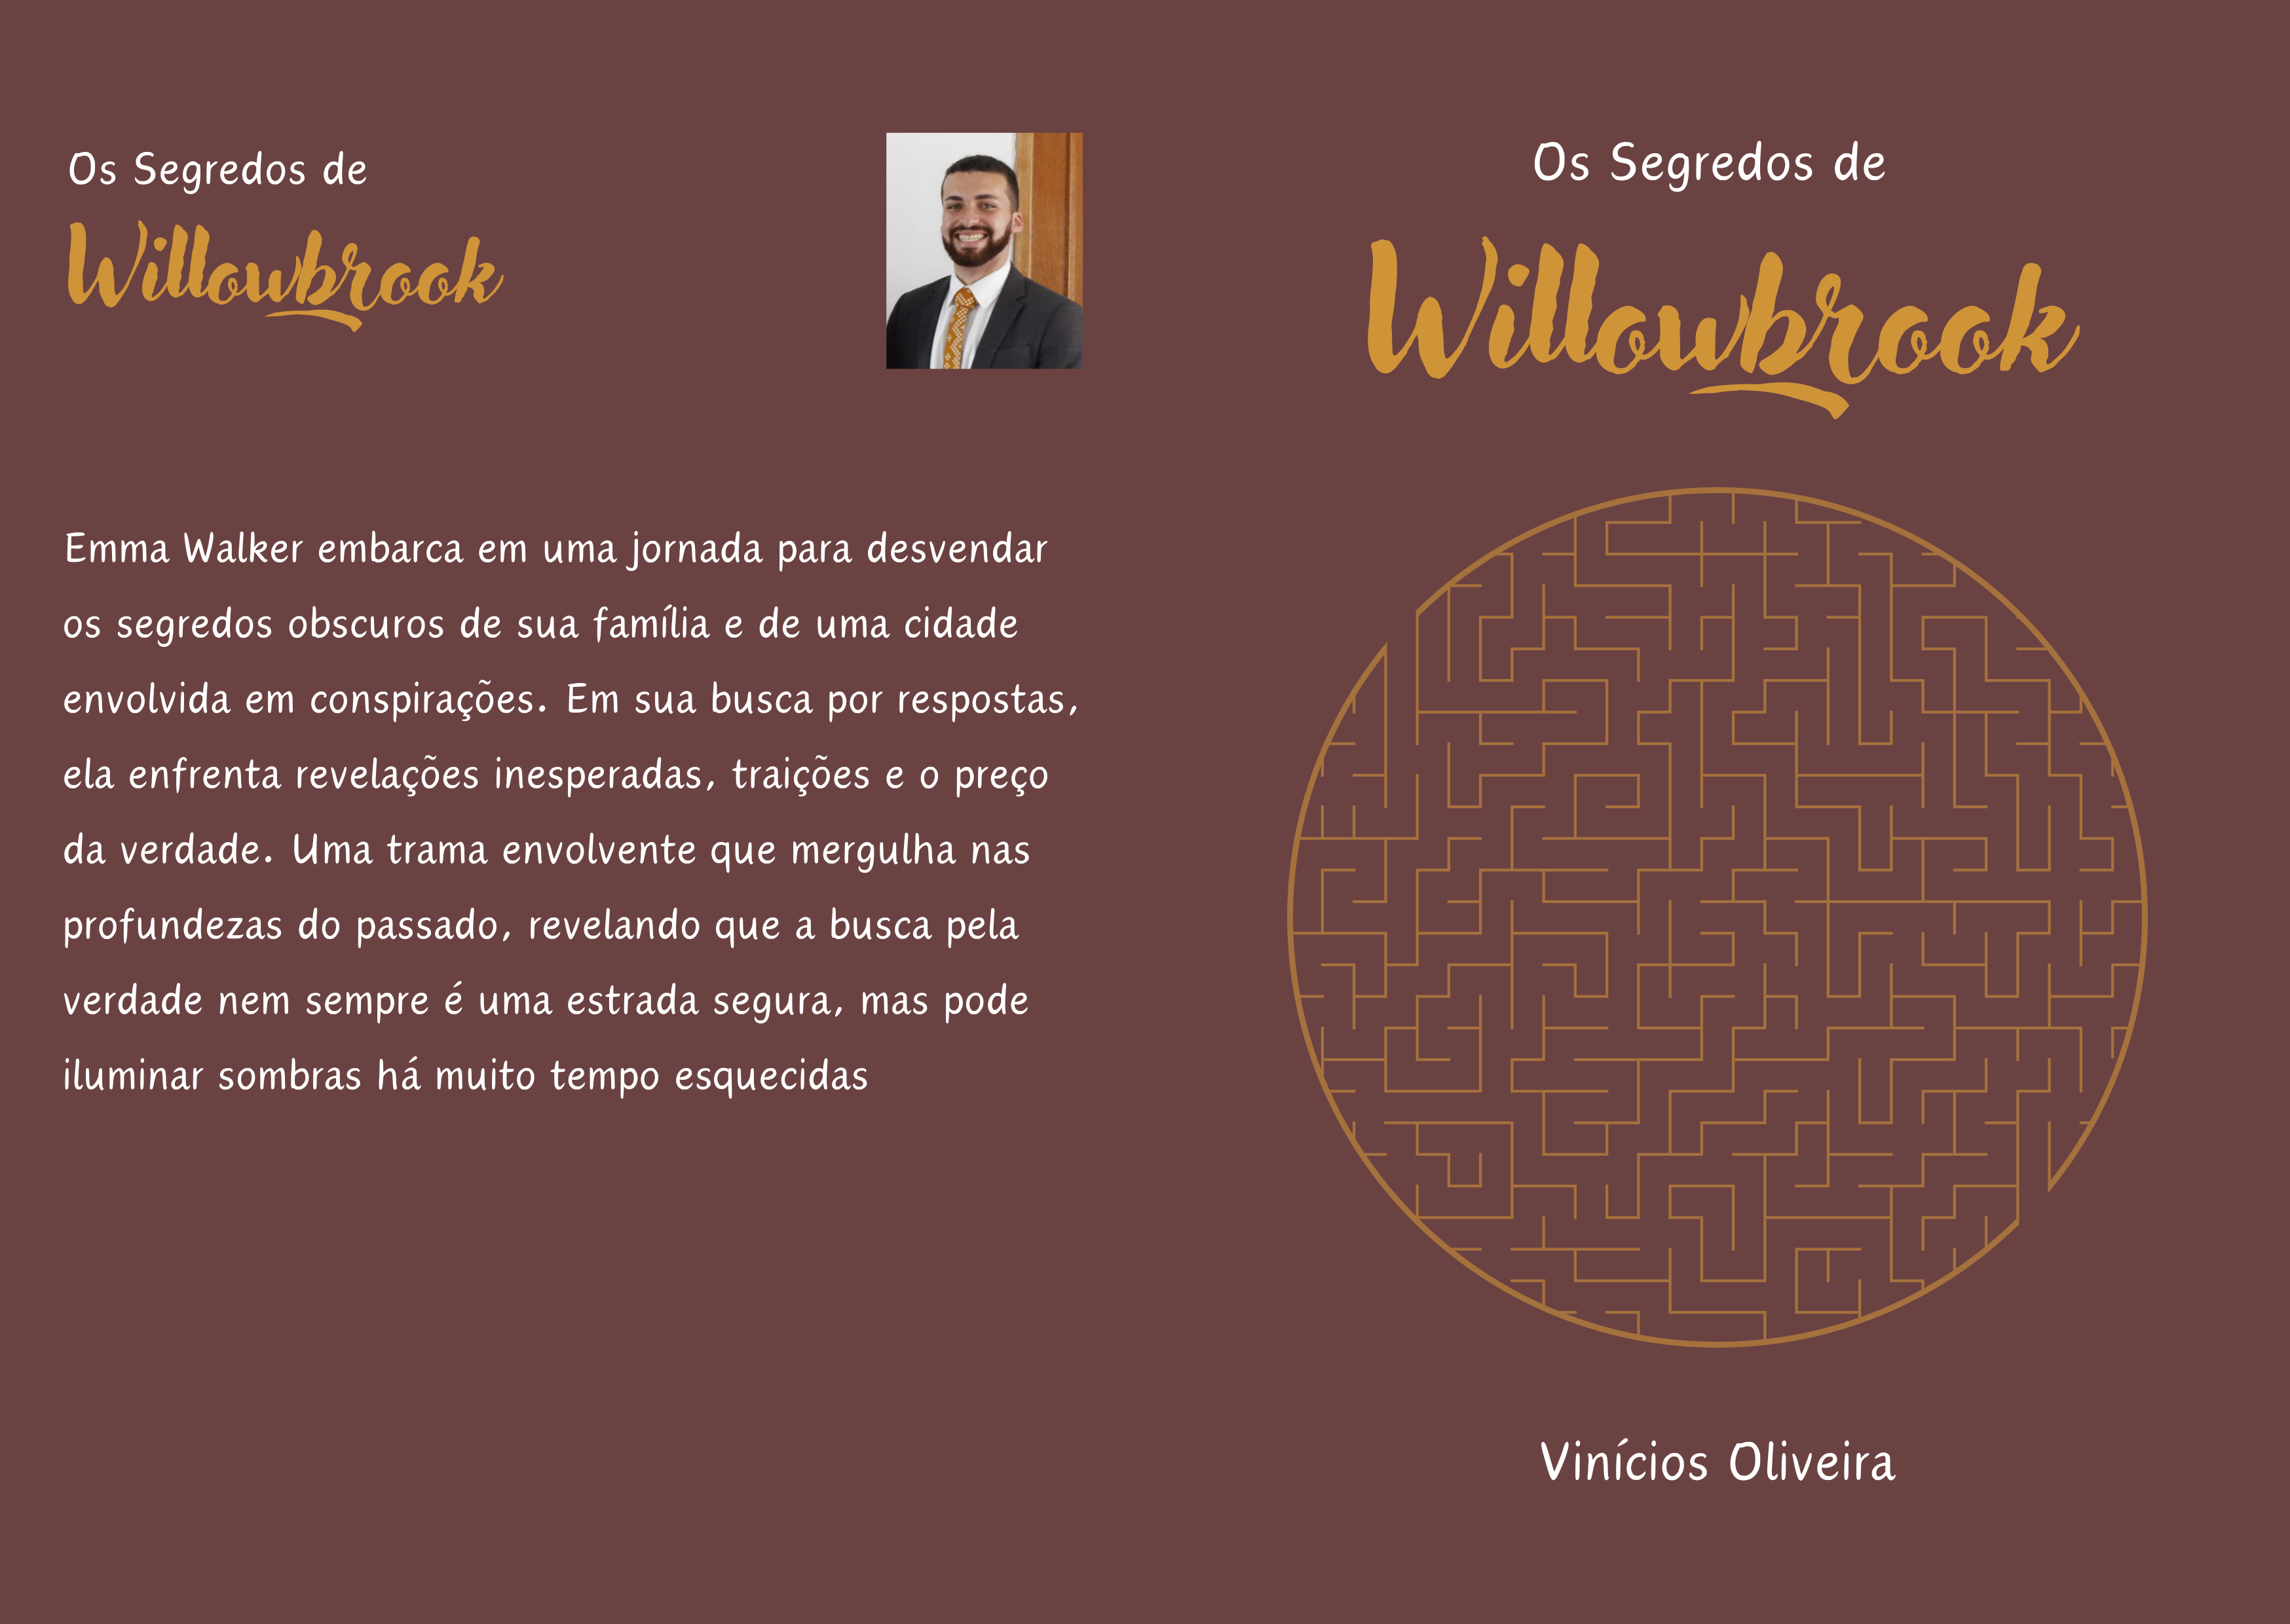 Os Segredos de
Willowbrook
Emma Walker embarca em uma jornada para desvendar
os segredos obscuros de sua família e de uma cidade
envolvida em conspirações. Em sua busca por respostas,
ela enfrenta revelações inesperadas, traições e o preço
da verdade. Uma trama envolvente que mergulha nas
profundezas do passado, revelando que a busca pela
verdade nem sempre é uma estrada segura, mas pode
iluminar sombras há muito tempo esquecidas
Os Segredos de
Willowbrook
Vinícios Oliveira